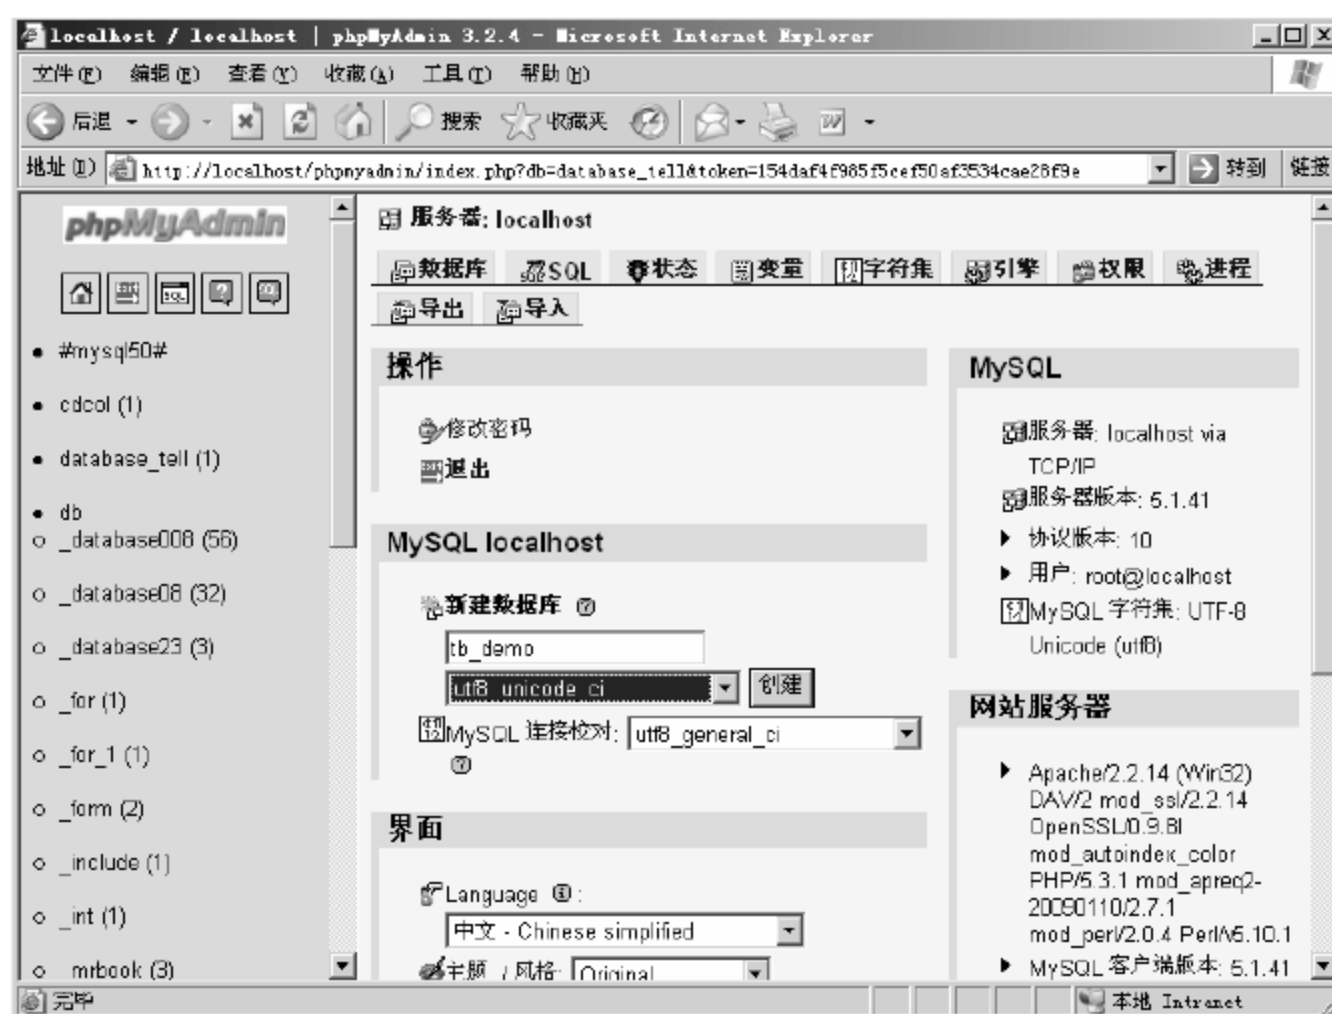 localhost / localhost | phpMyAdmin 3.2.4 - Microsoft Internet Explorer
文件(F) 编辑(E) 查看(V) 收藏(A) 工具(T) 帮助(H)
后退 搜索 收藏夹
地址(D) http://localhost/phpmyadmin/index.php?db=database_tell&token=154daf4f985f5cef50af3534cae28f9e 转到 链接
phpMyAdmin
#mysql50#
cdcol (1)
database_tell (1)
db
_database008 (56)
_database08 (32)
_database23 (3)
_for (1)
_for_1 (1)
_form (2)
_include (1)
_int (1)
mrbook (3)
服务器: localhost
数据库 SQL 状态 变量 字符集 引擎 权限 进程
导出 导入
操作
修改密码
退出
MySQL localhost
新建数据库
tb_demo
utf8_unicode_ci 创建
MySQL 连接校对: utf8_general_ci
界面
Language :
中文 - Chinese simplified
主题 / 风格: Original
MySQL
服务器: localhost via
TCP/IP
服务器版本: 5.1.41
协议版本: 10
用户: root@localhost
MySQL 字符集: UTF-8
Unicode (utf8)
网站服务器
Apache/2.2.14 (Win32)
DAV/2 mod_ssl/2.2.14
OpenSSL/0.9.8l
mod_autoindex_color
PHP/5.3.1 mod_apreq2-
20090110/2.7.1
mod_perl/2.0.4 Perl/v5.10.1
MySQL 客户端版本: 5.1.41
完毕 本地 Intranet